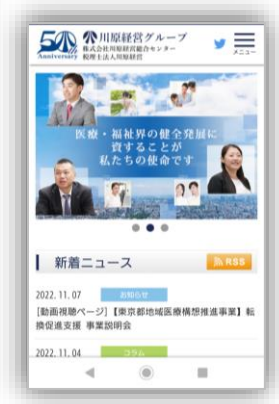 50th
Anniversary
川原経営グループ
株式会社川原経営総合センター
税理士法人川原経営
メニュー
医療・福祉界の健全発展に
資することが
私たちの使命です
新着ニュース
RSS
2022.11.07 お知らせ
[動画視聴ページ]【東京都地域医療構想推進事業】転
換促進支援 事業説明会
2022.11.04 コラム